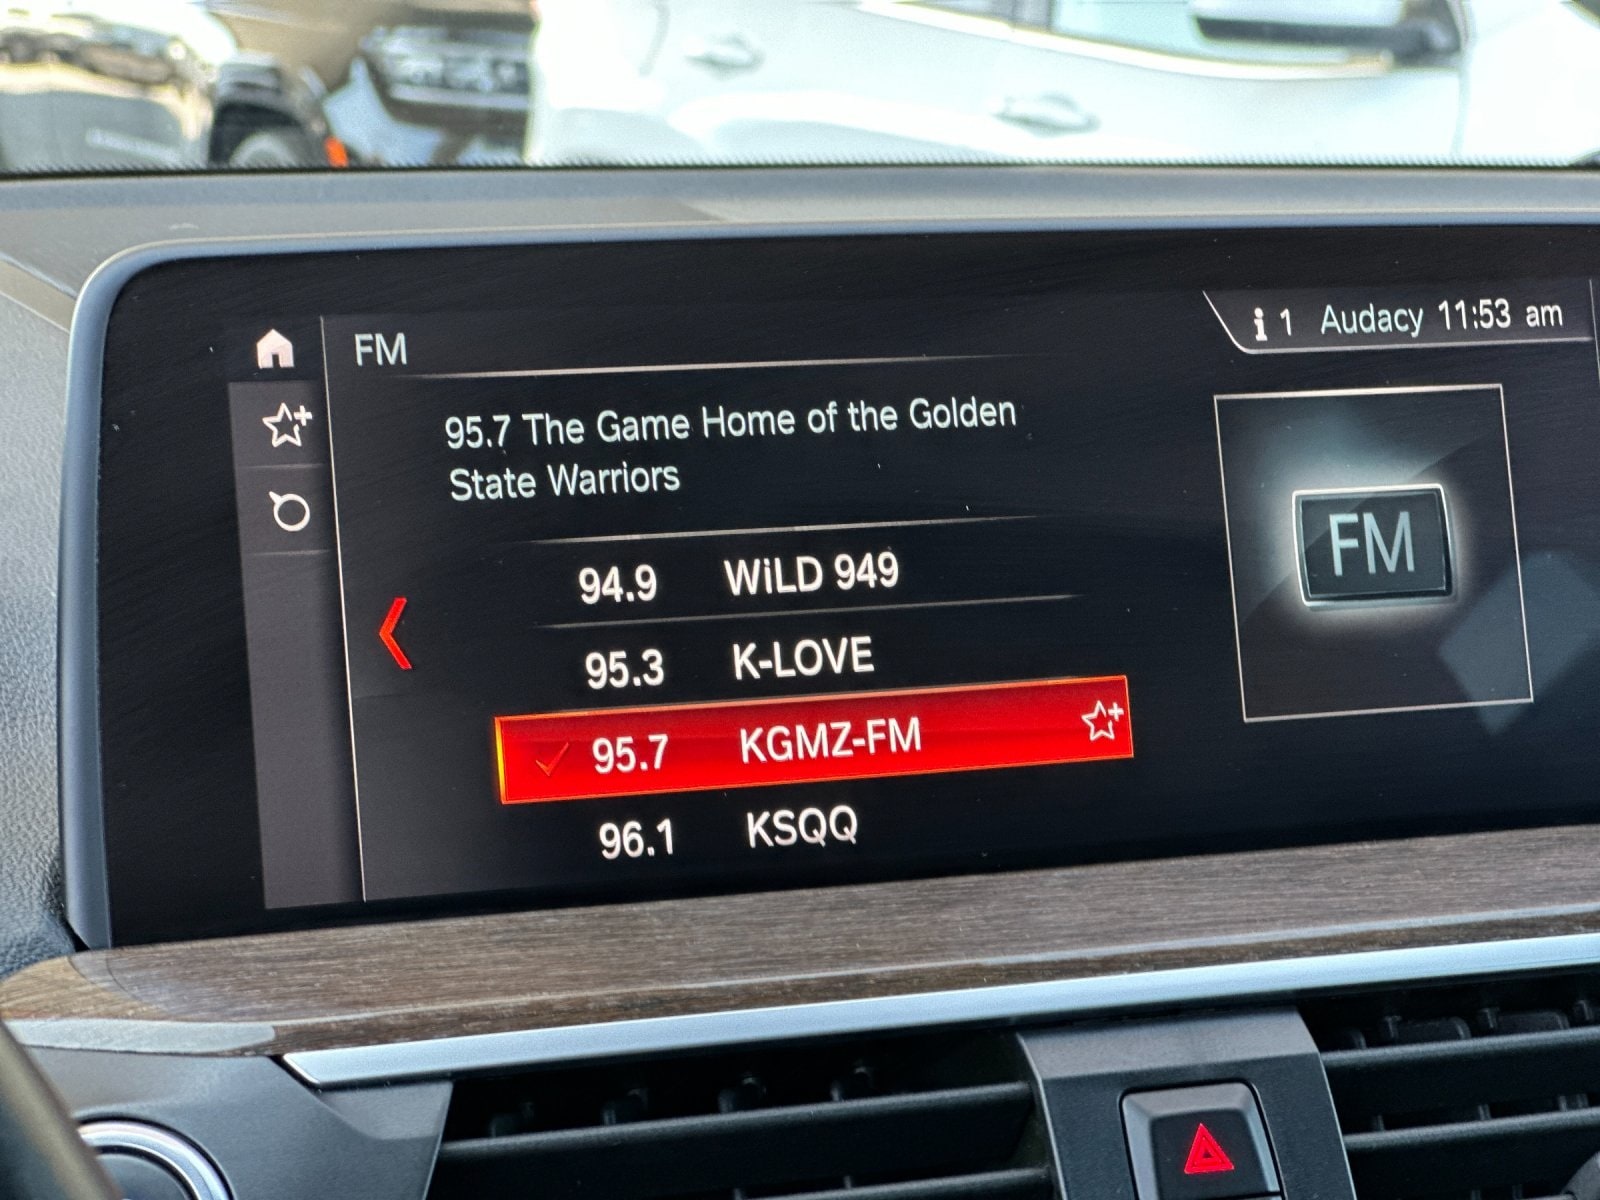 FM
1 Audacy 11:53 am
95.7 The Game Home of the Golden
State Warriors
FM
94.9 WiLD 949
95.3 K-LOVE
95.7 KGMZ-FM
96.1 KSQQ